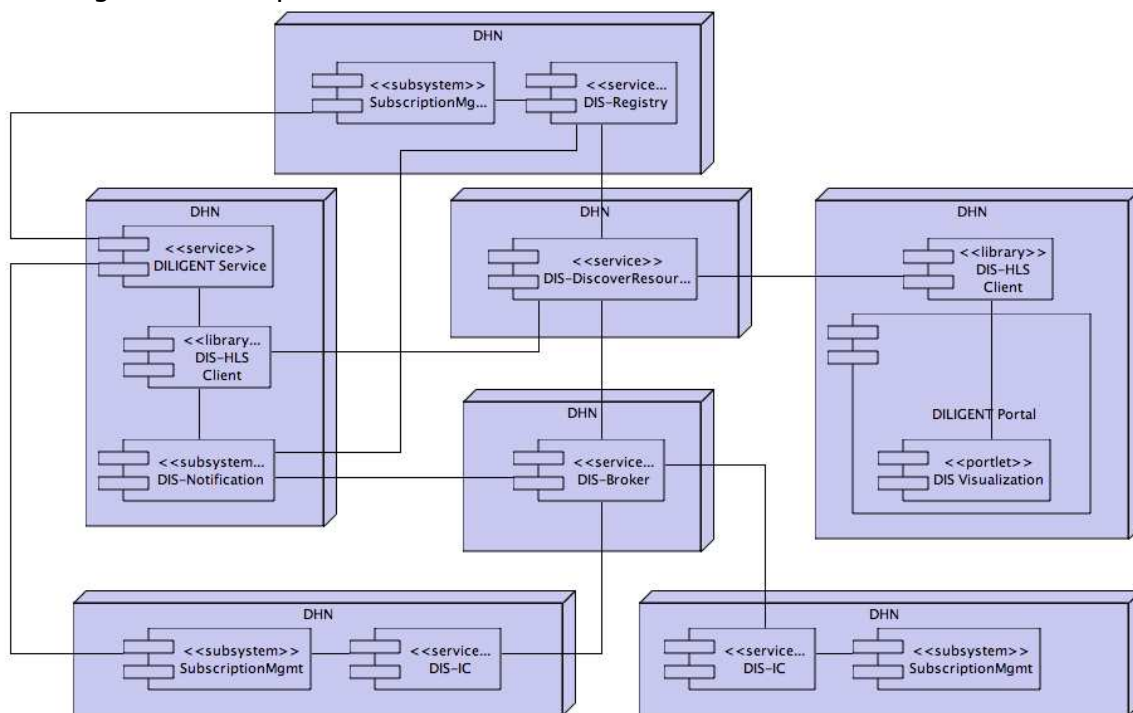 DHN
<<subsystem>>
SubscriptionMg...
<<service...
DIS-Registry
DHN
<<service>>
DILIGENT Service
<<library...
DIS-HLS
Client
<<subsystem...
DIS-Notification
DHN
<<service>>
DIS-DiscoverResour...
DHN
<<library>>
DIS-HLS
Client
DILIGENT Portal
<<portlet>>
DIS Visualization
DHN
<<service...
DIS-Broker
DHN
<<subsystem>>
SubscriptionMgmt
<<service...
DIS-IC
DHN
<<service...
DIS-IC
<<subsystem>>
SubscriptionMgmt